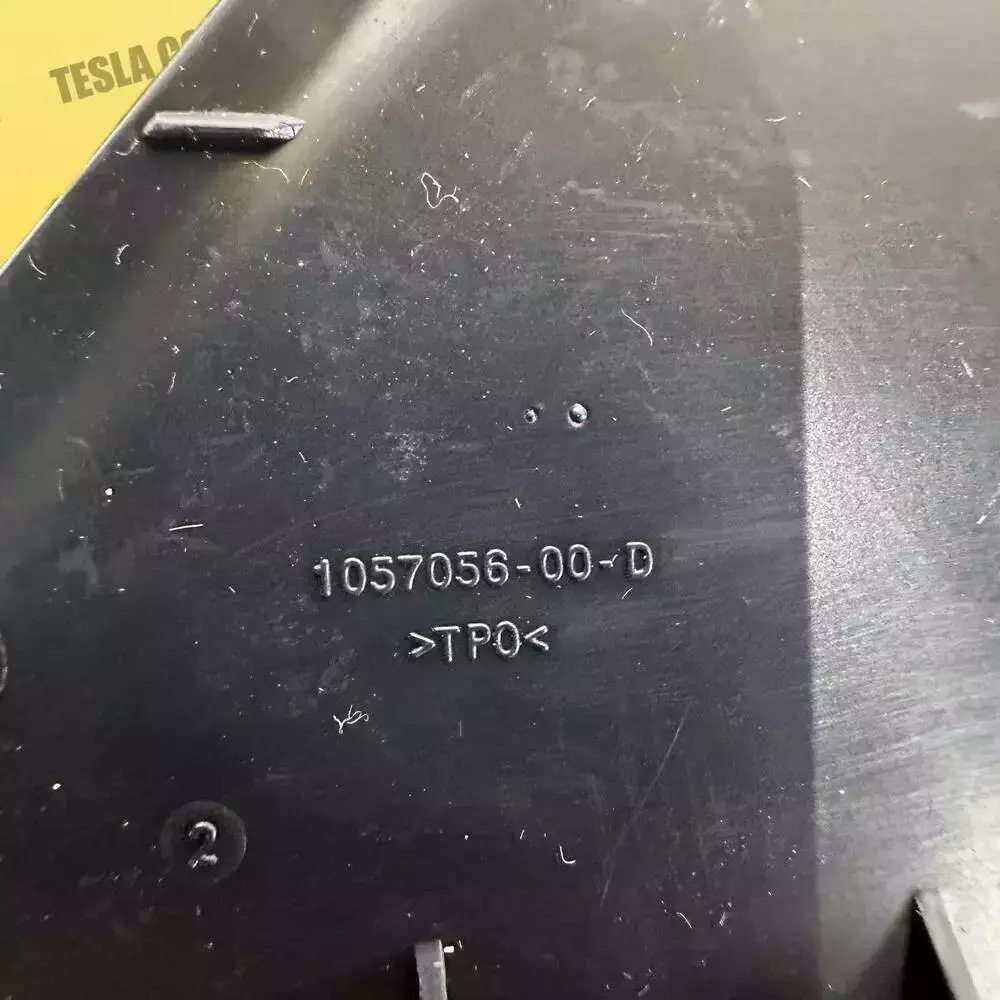 TESLA
1057056-00-D
>TPO<
2